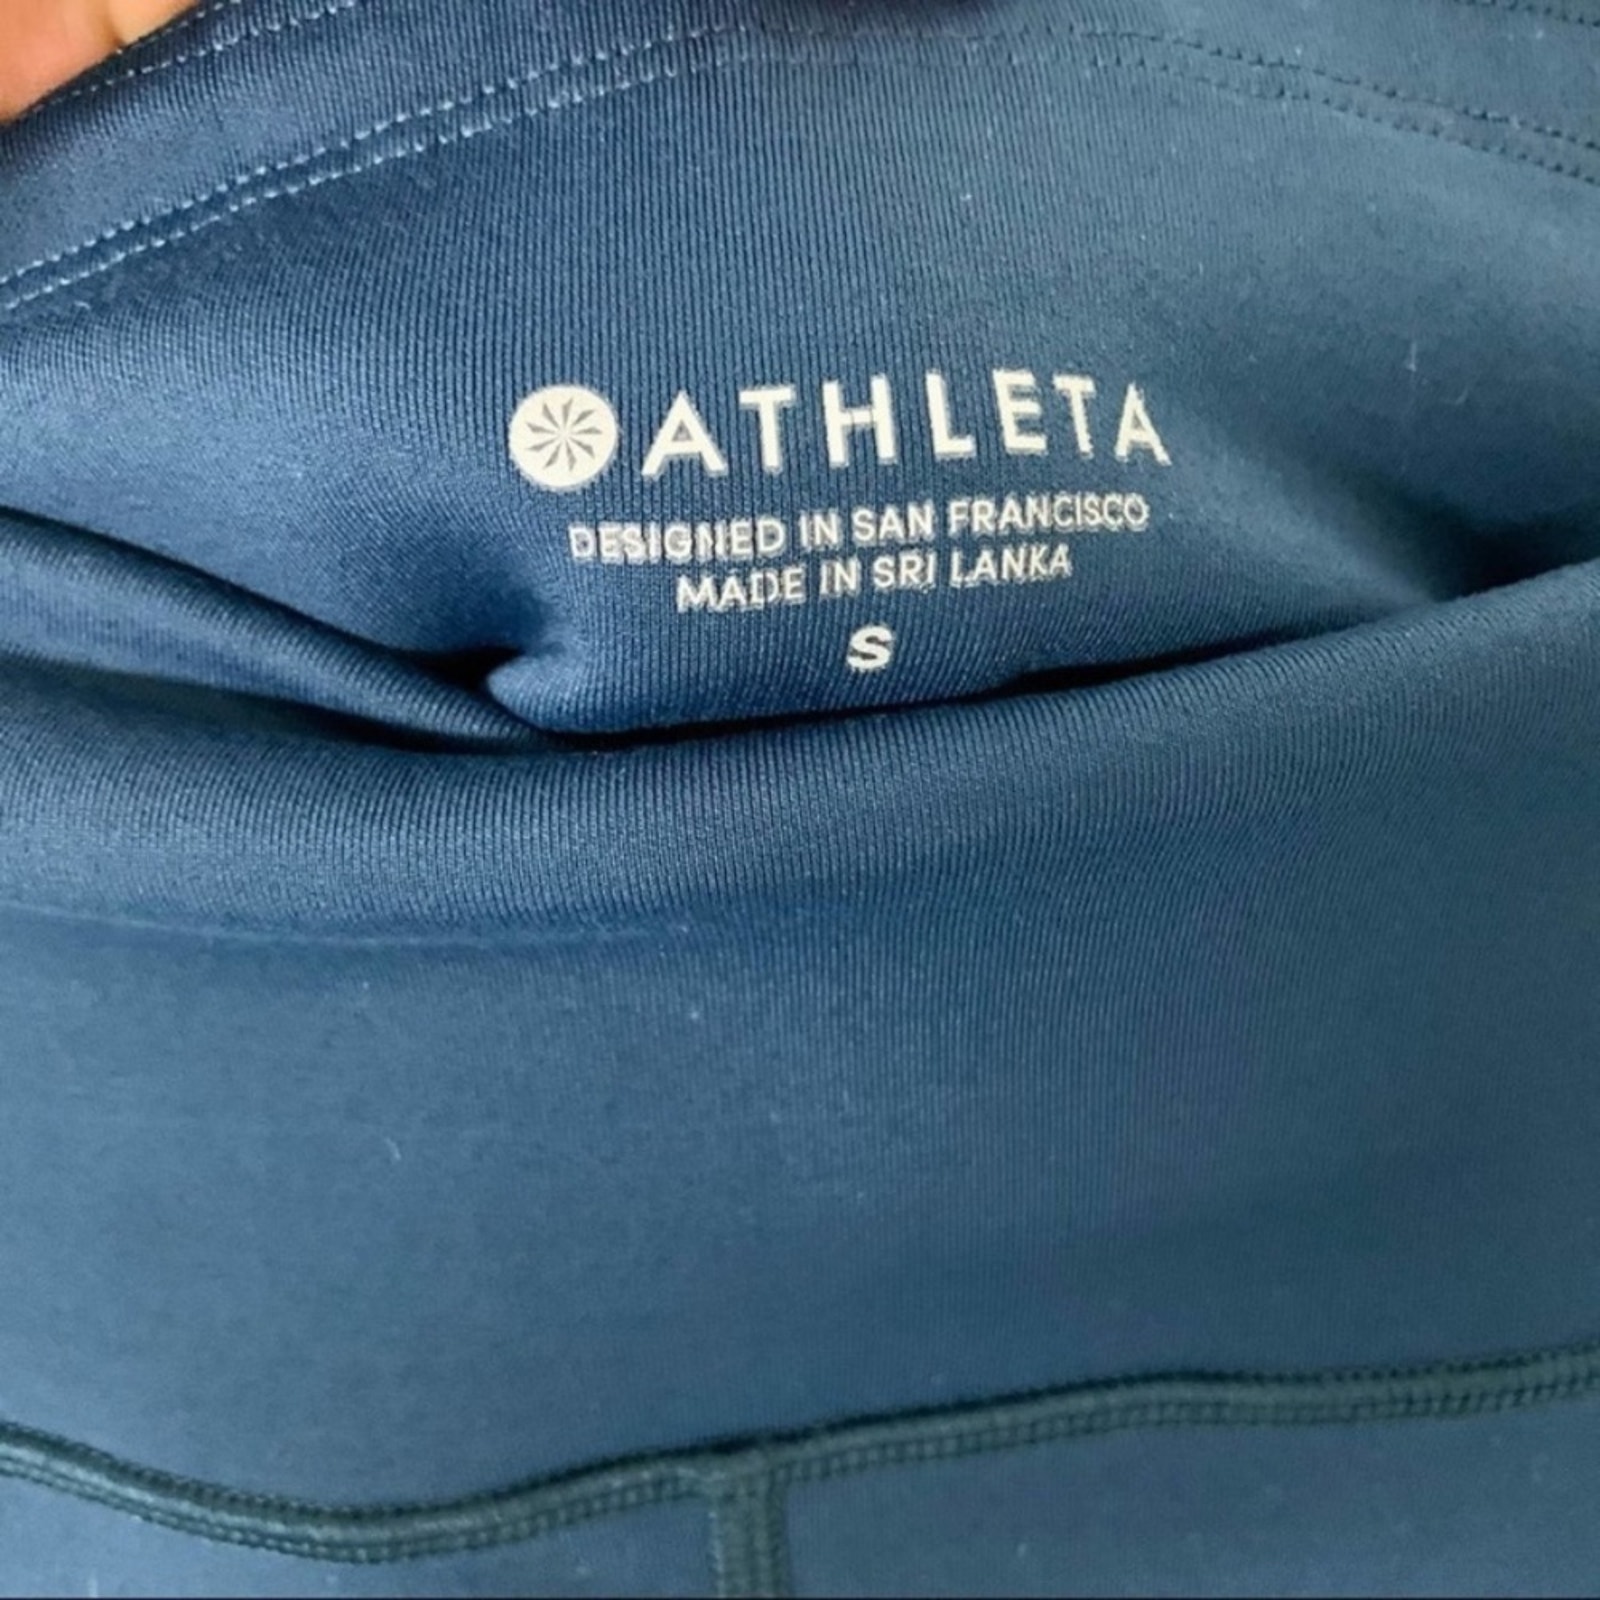 ATHLETA
DESIGNED IN SAN FRANCISCO
MADE IN SRI LANKA
S